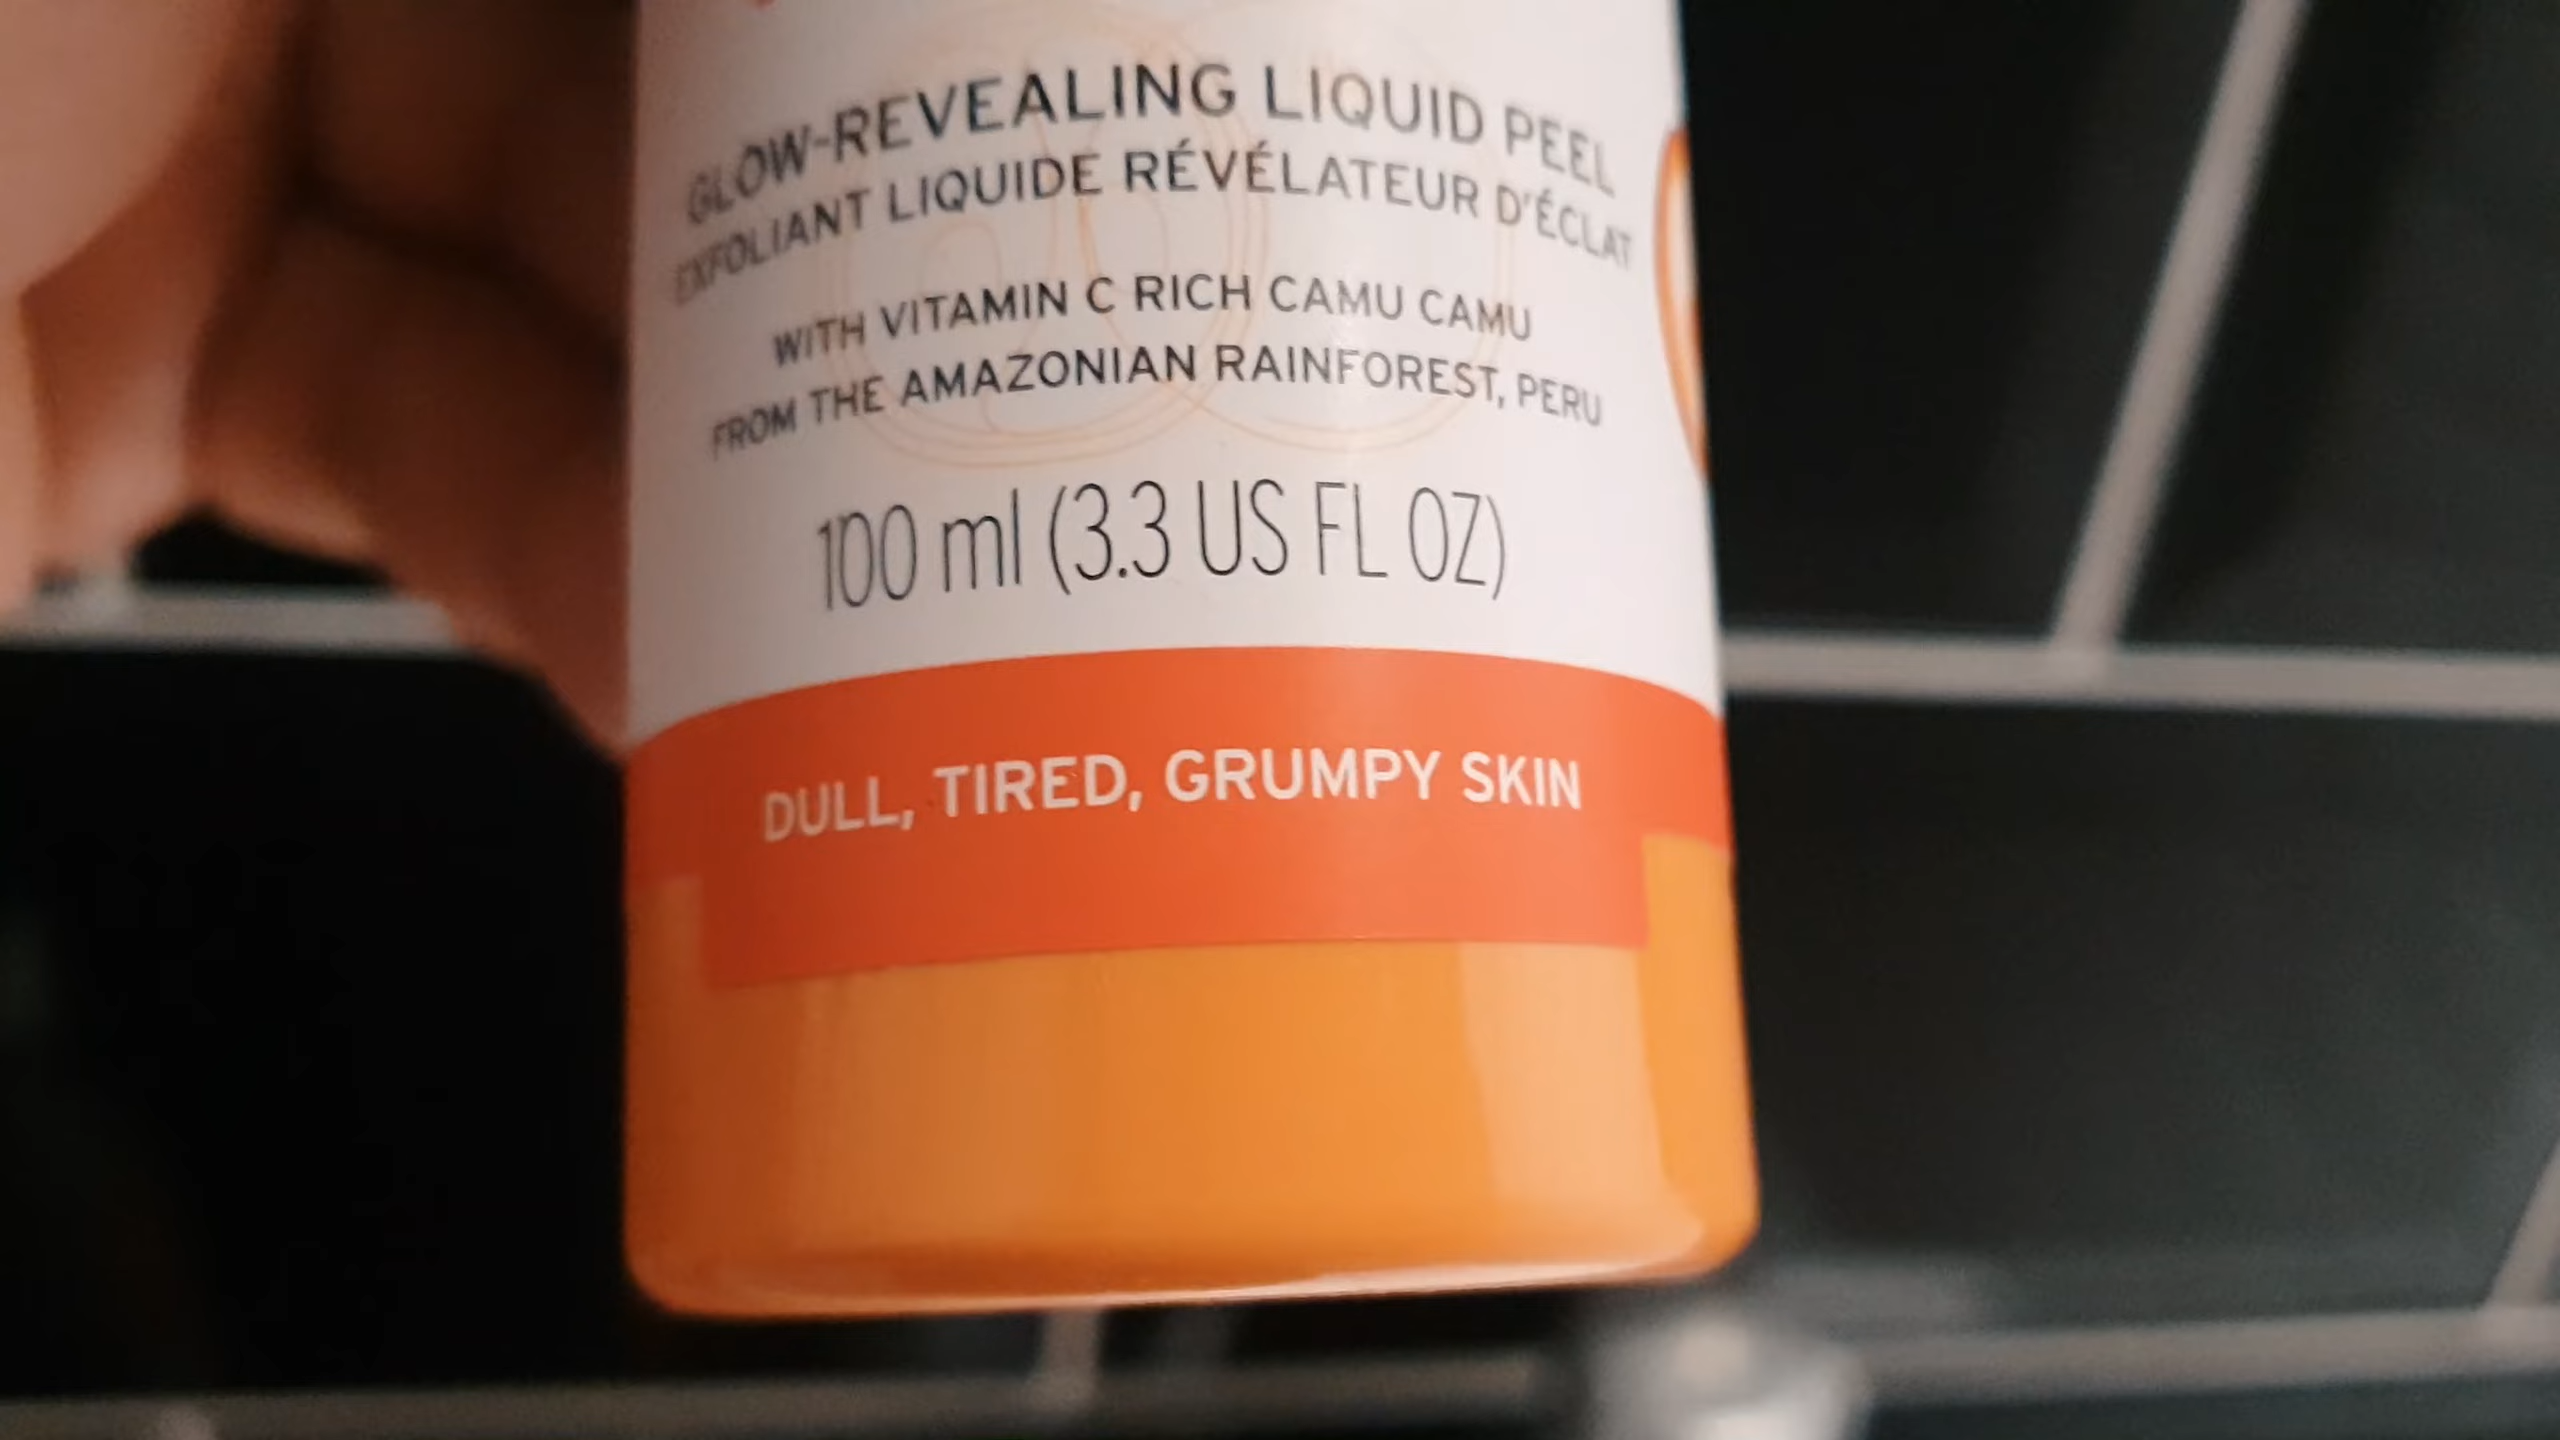 GLOW-REVEALING LIQUID PEEL
EXFOLIANT LIQUIDE RÉVÉLATEUR D'ÉCLAT
WITH VITAMIN C RICH CAMU CAMU
FROM THE AMAZONIAN RAINFOREST, PERU
100 ml (3.3 US FL OZ)
DULL, TIRED, GRUMPY SKIN